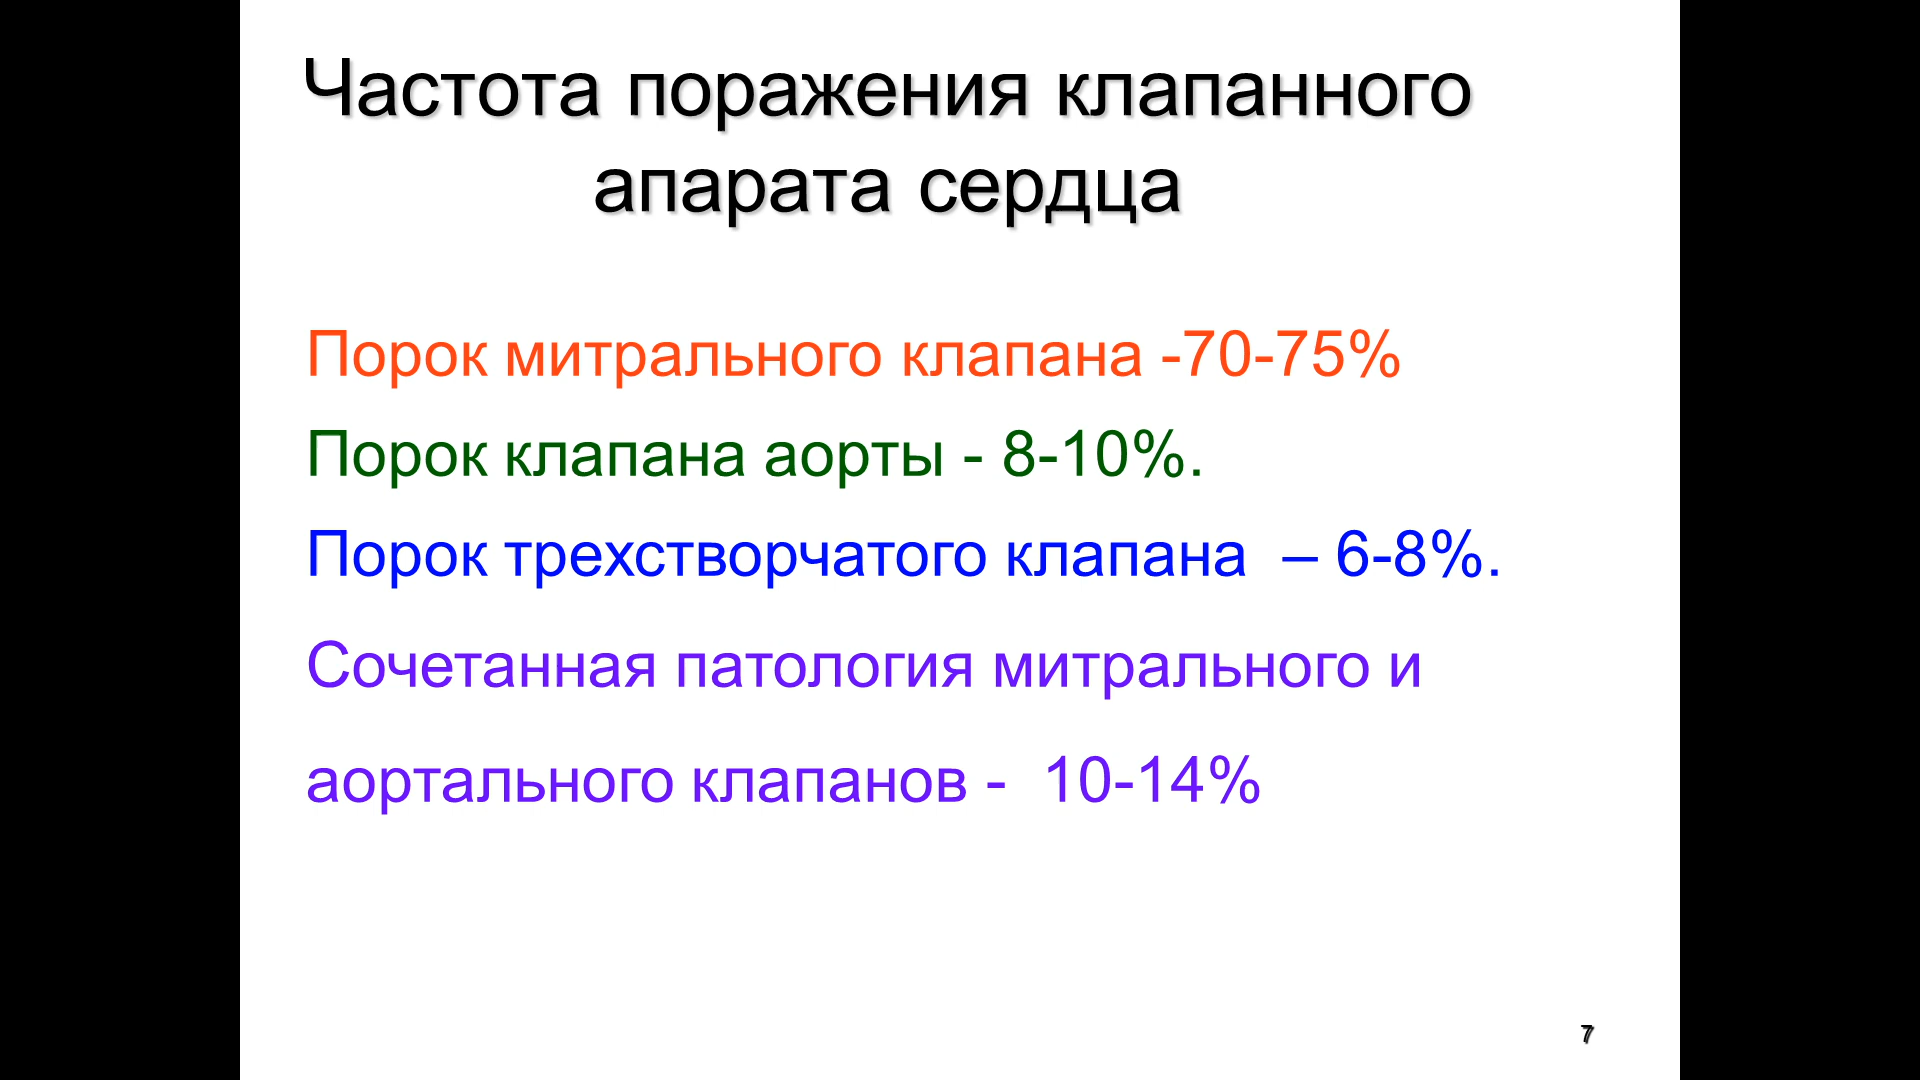 Частота поражения клапанного
апарата сердца
Порок митрального клапана -70-75%
Порок клапана аорты - 8-10%.
Порок трехстворчатого клапана – 6-8%.
Сочетанная патология митрального и
аортального клапанов - 10-14%
7